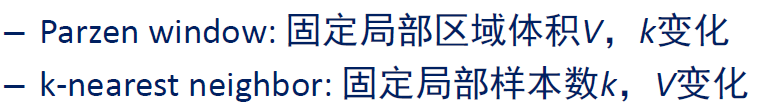 – Parzen window: 固定局部区域体积V，k变化
– k-nearest neighbor: 固定局部样本数k，V变化